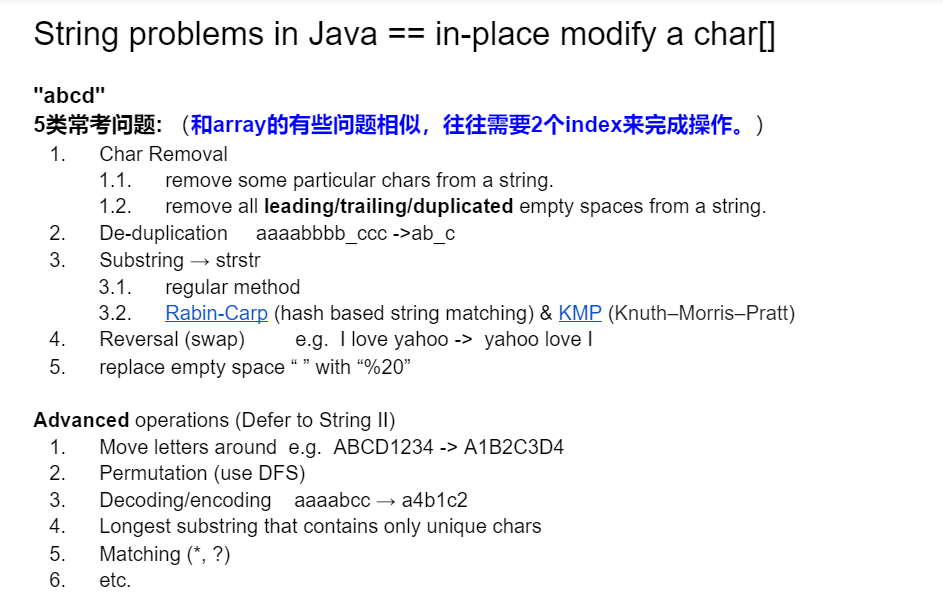 String problems in Java == in-place modify a char[]
"abcd"
5类常考问题: （和array的有些问题相似，往往需要2个index来完成操作。）
1. Char Removal
1.1. remove some particular chars from a string.
1.2. remove all leading/trailing/duplicated empty spaces from a string.
2. De-duplication aaaabbbb_ccc ->ab_c
3. Substring → strstr
3.1. regular method
3.2. Rabin-Carp (hash based string matching) & KMP (Knuth–Morris–Pratt)
4. Reversal (swap) e.g. I love yahoo -> yahoo love I
5. replace empty space “ ” with “%20”
Advanced operations (Defer to String II)
1. Move letters around e.g. ABCD1234 -> A1B2C3D4
2. Permutation (use DFS)
3. Decoding/encoding aaaabcc → a4b1c2
4. Longest substring that contains only unique chars
5. Matching (*, ?)
6. etc.